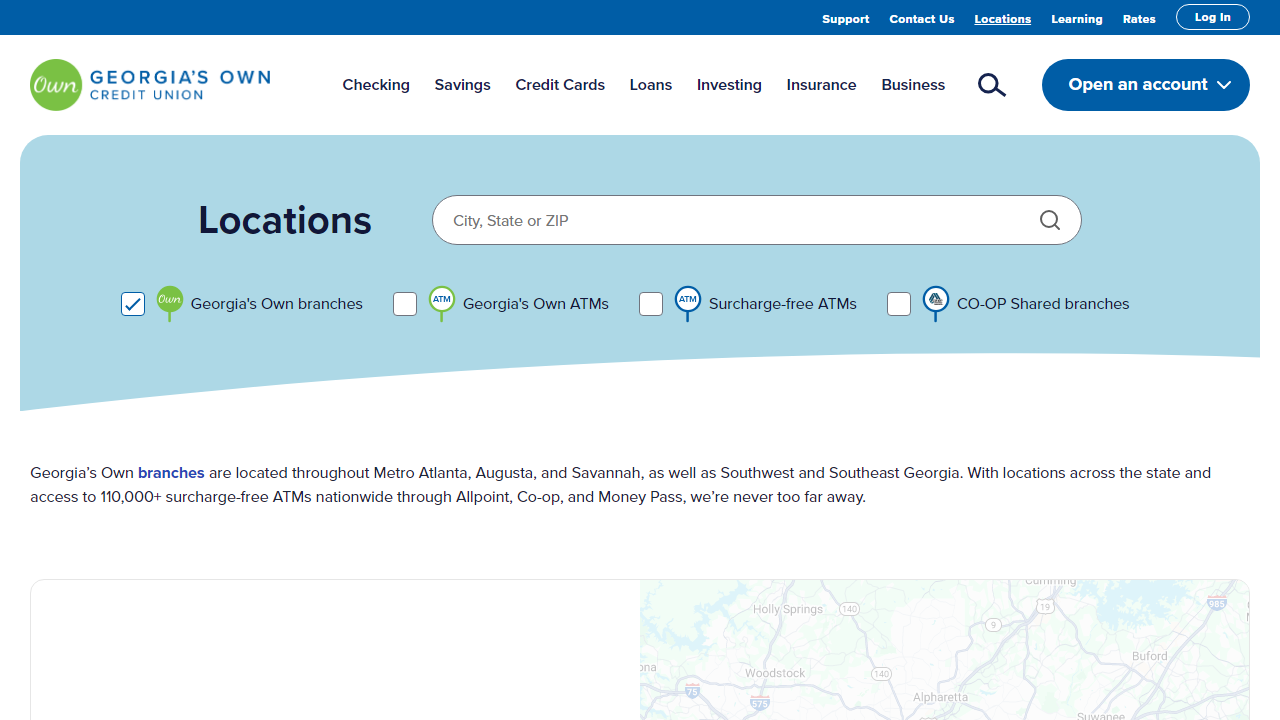 Support Contact Us Locations Learning Rates Log In
Own GEORGIA'S OWN
CREDIT UNION
Checking Savings Credit Cards Loans Investing Insurance Business Open an account
Locations City, State or ZIP
Own Georgia's Own branches ATM Georgia's Own ATMs ATM Surcharge-free ATMs CO-OP Shared branches
Georgia’s Own branches are located throughout Metro Atlanta, Augusta, and Savannah, as well as Southwest and Southeast Georgia. With locations across the state and
access to 110,000+ surcharge-free ATMs nationwide through Allpoint, Co-op, and Money Pass, we’re never too far away.
Cumming
Holly Springs 140 19 985
9
Buford
Woodstock 140
75 575 Alpharetta
Suwanee